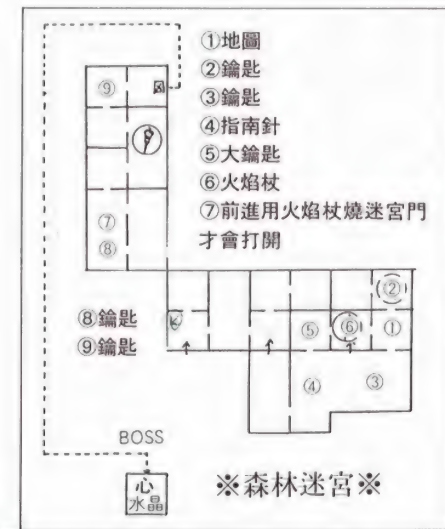 ①地圖
②鑰匙
③鑰匙
④指南針
⑤大鑰匙
⑥火焰杖
⑦前進用火焰杖燒迷宮門
才會打開
⑨
⑦
⑧
②
⑧鑰匙
⑨鑰匙
⑤
⑥
①
④
③
BOSS
心
水晶
※森林迷宮※